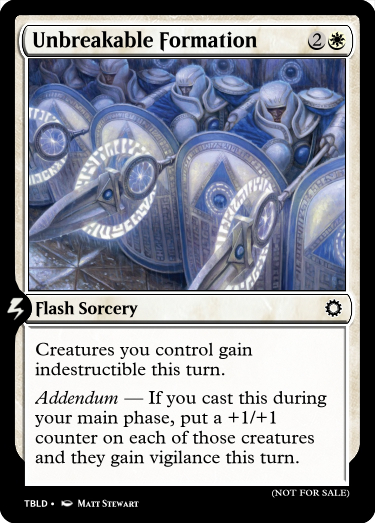 Unbreakable Formation 2
Flash Sorcery
Creatures you control gain
indestructible this turn.
Addendum — If you cast this during
your main phase, put a +1/+1
counter on each of those creatures
and they gain vigilance this turn.
(NOT FOR SALE)
TBLD • Matt Stewart